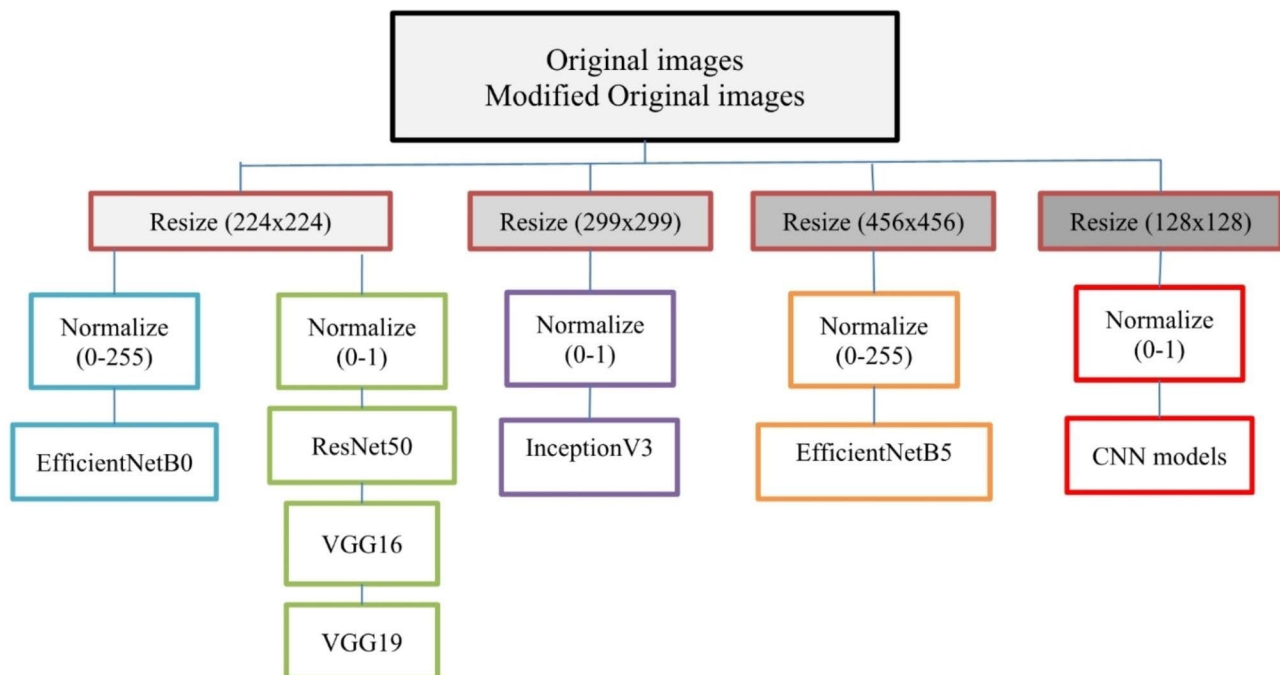 Original images
Modified Original images
Resize (224x224)
Resize (299x299)
Resize (456x456)
Resize (128x128)
Normalize
(0-255)
Normalize
(0-1)
Normalize
(0-1)
Normalize
(0-255)
Normalize
(0-1)
EfficientNetB0
ResNet50
InceptionV3
EfficientNetB5
CNN models
VGG16
VGG19